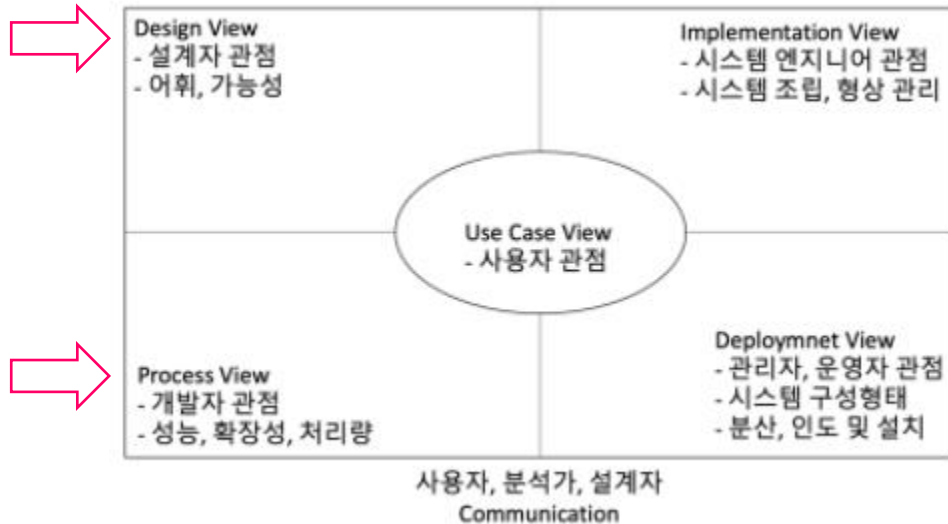 Design View
- 설계자 관점
- 어휘, 가능성
Implementation View
- 시스템 엔지니어 관점
- 시스템 조립, 형상 관리
Use Case View
- 사용자 관점
Process View
- 개발자 관점
- 성능, 확장성, 처리량
Deploymnet View
- 관리자, 운영자 관점
- 시스템 구성형태
- 분산, 인도 및 설치
사용자, 분석가, 설계자
Communication